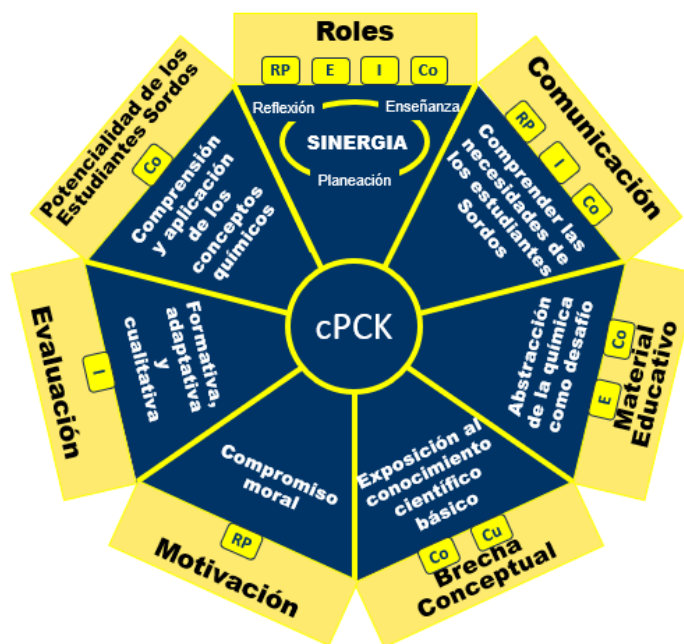 Roles
RP E I Co
Reflexión Enseñanza
SINERGIA
Planeación
Comunicación
RP
I
Co
Comprender las
necesidades de
los estudiantes
Sordos
Material
Educativo
Co
E
Abstracción
de la química
como desafío
Brecha
Conceptual
Co Cu
Exposición al
conocimiento
científico
básico
Motivación
RP
Compromiso
moral
Evaluación
I
Formativa,
adaptativa
y
cualitativa
Potencialidad de los
Estudiantes Sordos
Co
Comprensión
y aplicación
de los
conceptos
químicos
cPCK